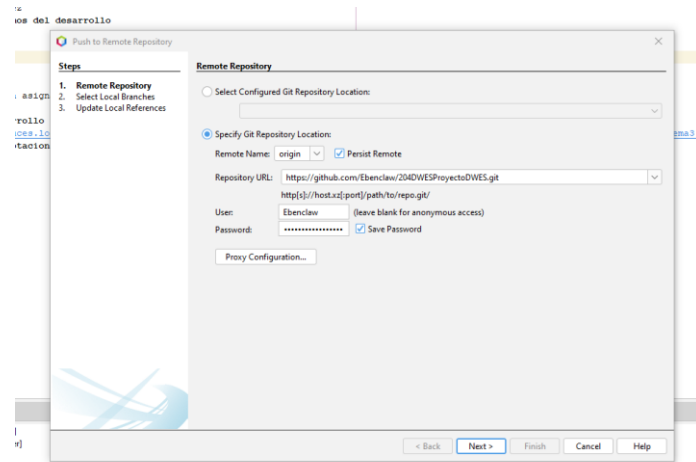 os del desarrollo
Push to Remote Repository
Steps
1. Remote Repository
2. Select Local Branches
3. Update Local References
Remote Repository
Select Configured Git Repository Location:
Specify Git Repository Location:
Remote Name: origin Persist Remote
Repository URL: https://github.com/Ebenclaw/204DWESProyectoDWES.git
http[s]://host.xz[:port]/path/to/repo.git/
User: Ebenclaw (leave blank for anonymous access)
Password: ••••••••••••••••• Save Password
Proxy Configuration...
asign
rollo
ces.lo
ema3
otacion
< Back Next > Finish Cancel Help